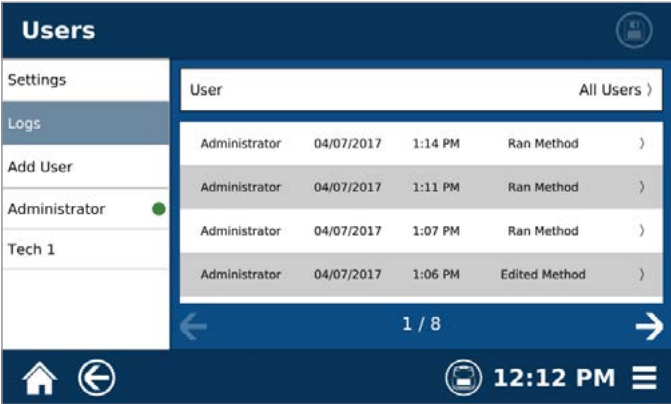 Users
Settings
Logs
Add User
Administrator
Tech 1
User All Users 〉
Administrator 04/07/2017 1:14 PM Ran Method 〉
Administrator 04/07/2017 1:11 PM Ran Method 〉
Administrator 04/07/2017 1:07 PM Ran Method 〉
Administrator 04/07/2017 1:06 PM Edited Method 〉
1 / 8
12:12 PM